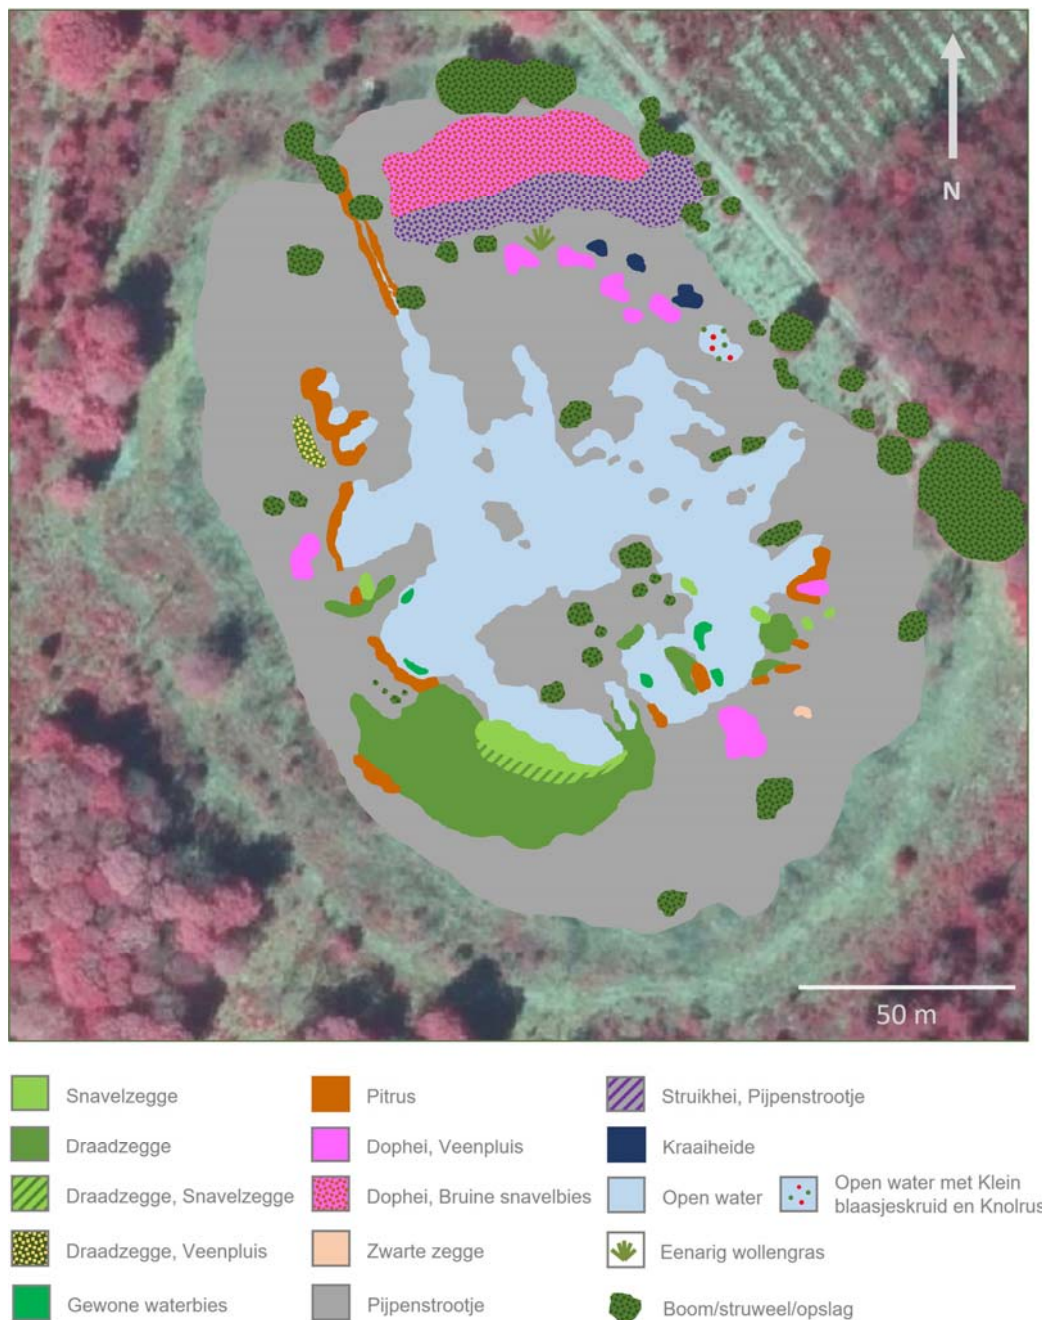 N
50 m
Snavelzegge
Draadzegge
Draadzegge, Snavelzegge
Draadzegge, Veenpluis
Gewone waterbies
Pitrus
Dophei, Veenpluis
Dophei, Bruine snavelbies
Zwarte zegge
Pijpenstrootje
Struikhei, Pijpenstrootje
Kraaiheide
Open water
Open water met Klein
blaasjeskruid en Knolrus
Eenarig wollengras
Boom/struweel/opslag